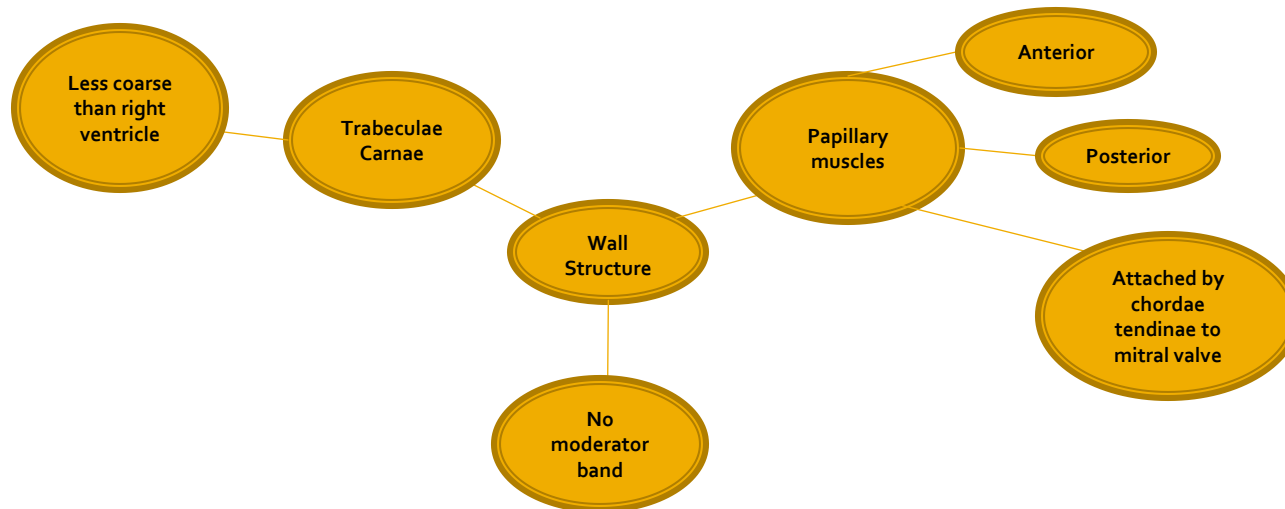 Less coarse
than right
ventricle
Trabeculae
Carnae
Wall
Structure
No
moderator
band
Papillary
muscles
Anterior
Posterior
Attached by
chordae
tendinae to
mitral valve